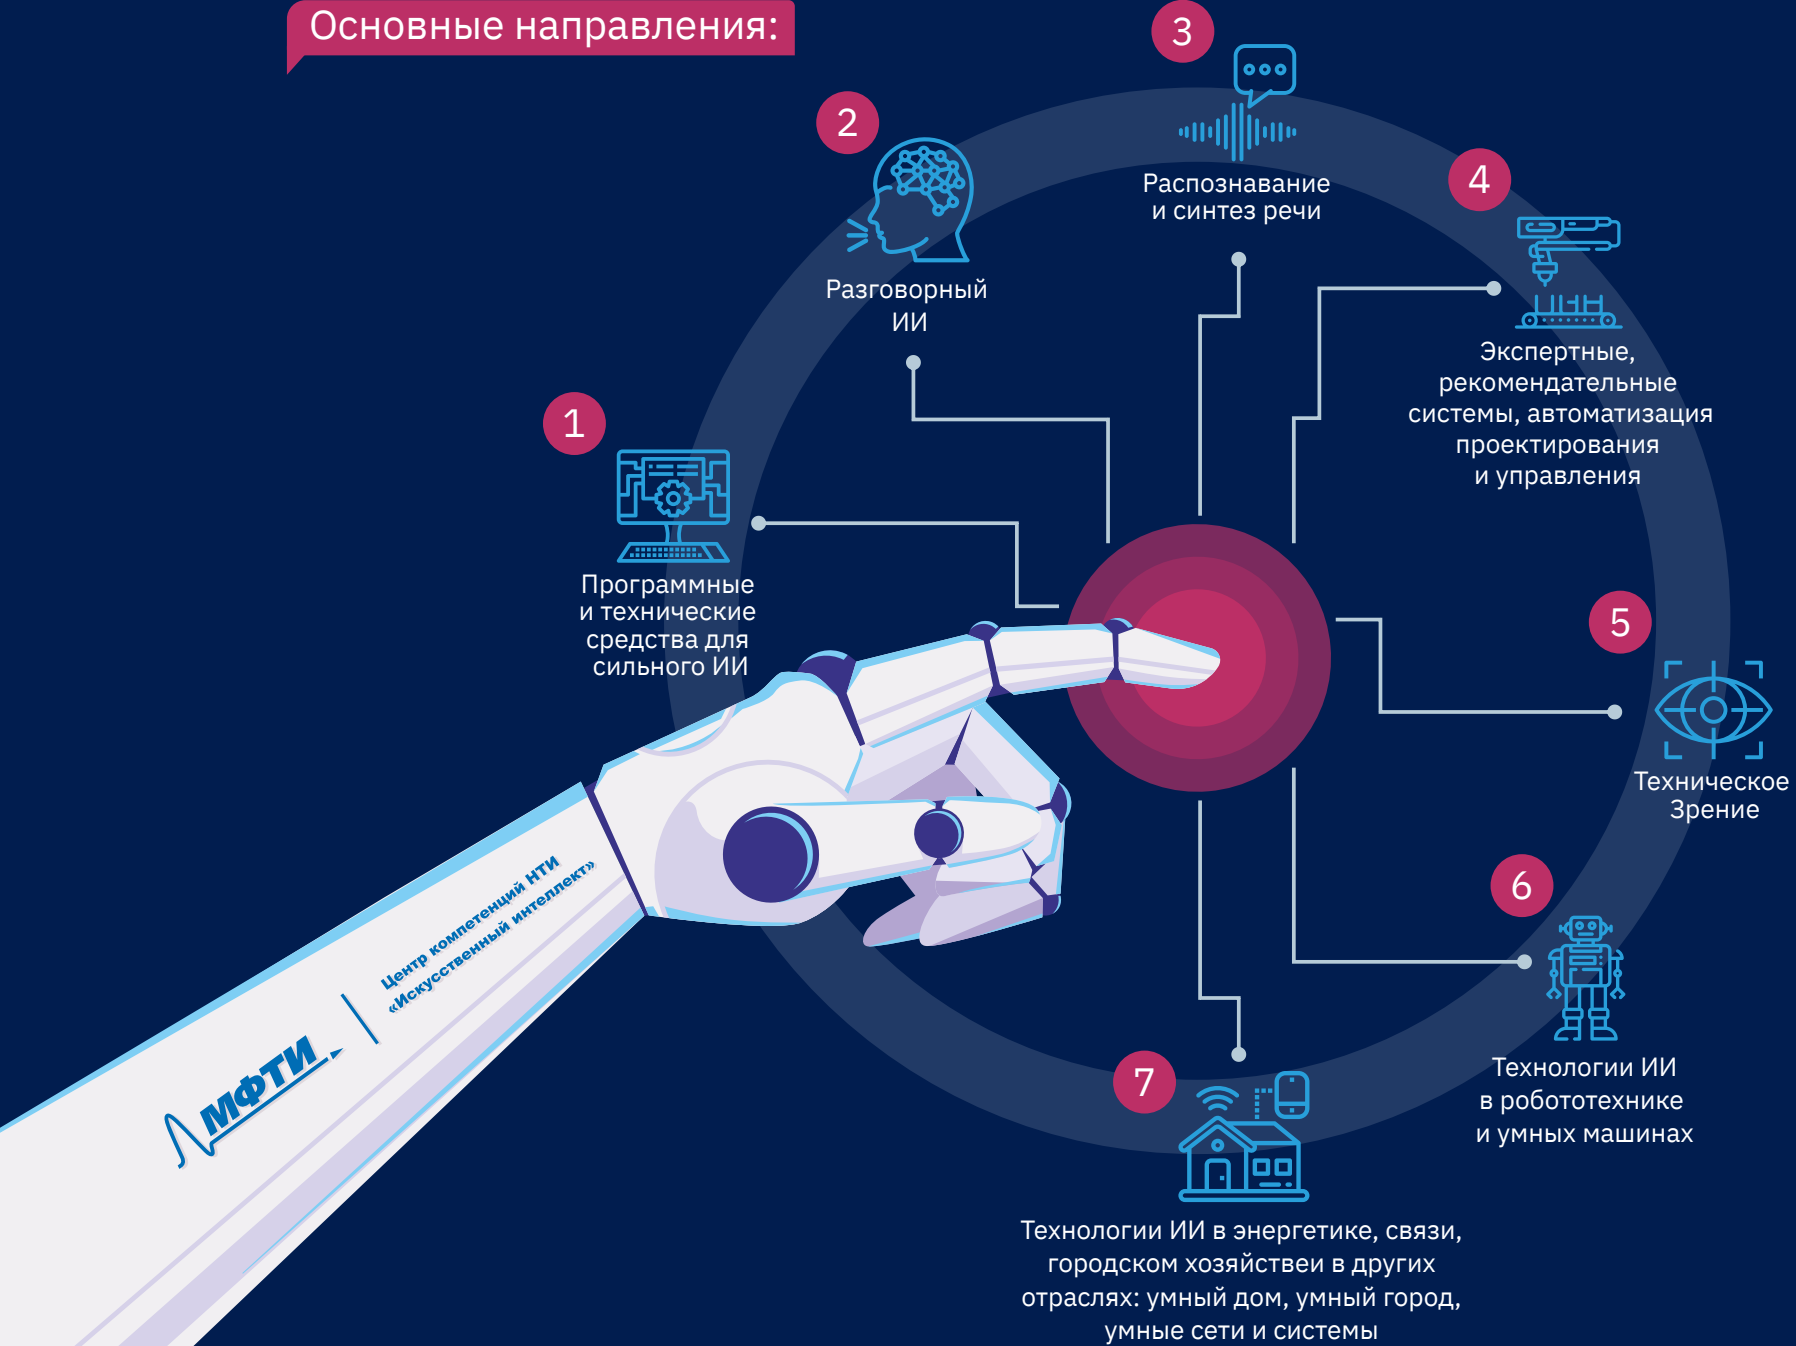 Основные направления:
1
Программные
и технические
средства для
сильного ИИ
2
Разговорный
ИИ
3
Распознавание
и синтез речи
4
Экспертные,
рекомендательные
системы, автоматизация
проектирования
и управления
5
Техническое
Зрение
6
Технологии ИИ
в робототехнике
и умных машинах
7
Технологии ИИ в энергетике, связи,
городском хозяйствеи в других
отраслях: умный дом, умный город,
умные сети и системы
МФТИ
Центр компетенций НТИ
«Искусственный интеллект»